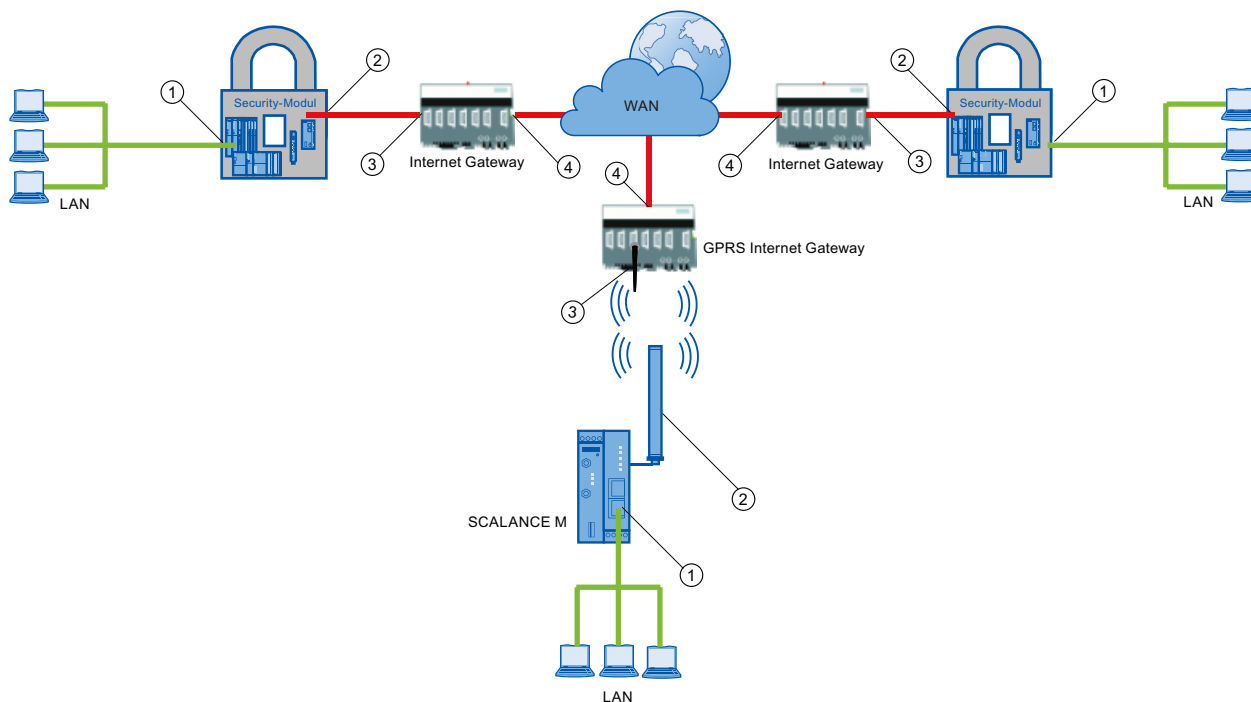 2
2
1
Security-Modul
WAN
Security-Modul
1
3
Internet Gateway
4
4
Internet Gateway
3
LAN
4
LAN
GPRS Internet Gateway
3
2
SCALANCE M
1
LAN